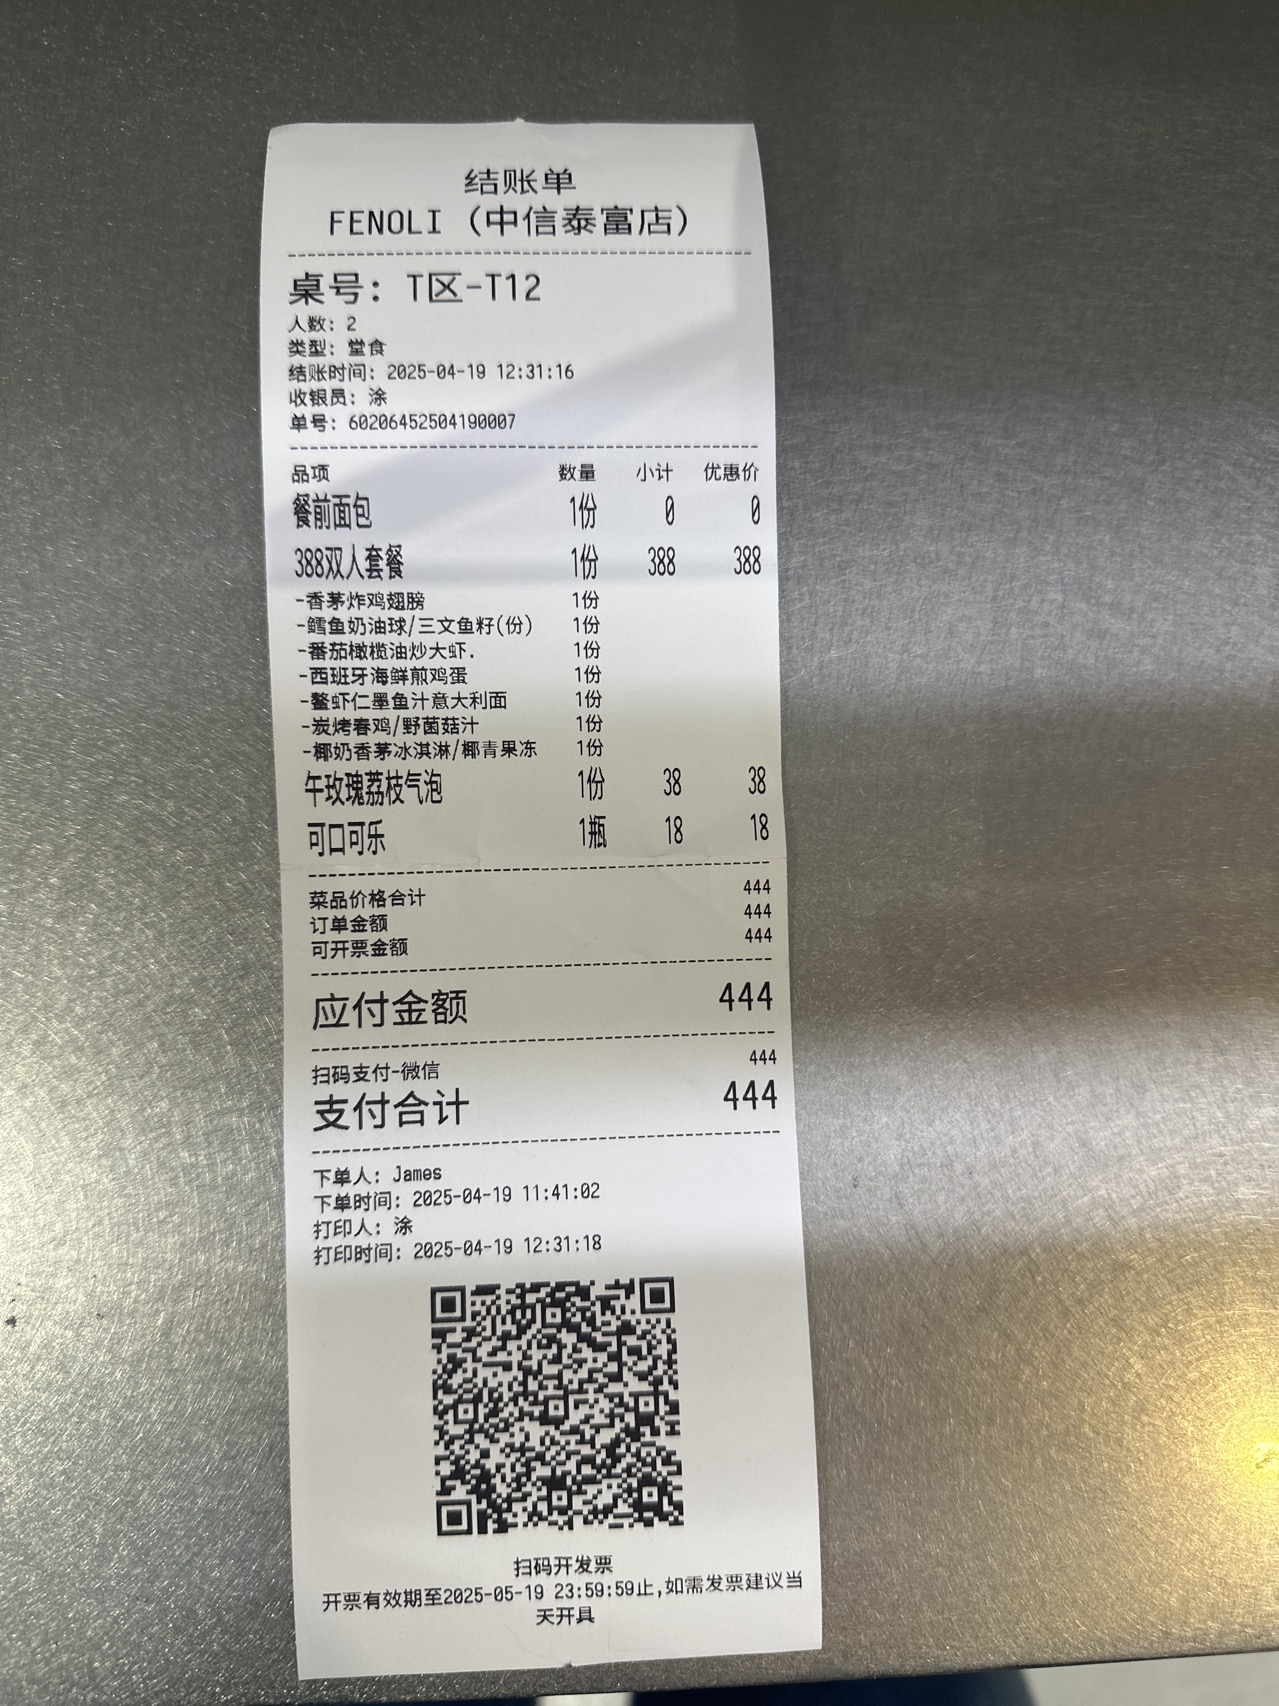 结账单
FENOLI（中信泰富店）
桌号：T区-T12
人数：2
类型：堂食
结账时间：2025-04-19 12:31:16
收银员：涂
单号：60206452504190007
品项 数量 小计 优惠价
餐前面包 1份 0 0
388双人套餐 1份 388 388
-香茅炸鸡翅膀 1份
-鳕鱼奶油球/三文鱼籽(份) 1份
-番茄橄榄油炒大虾. 1份
-西班牙海鲜煎鸡蛋 1份
-鳌虾仁墨鱼汁意大利面 1份
-炭烤春鸡/野菌菇汁 1份
-椰奶香茅冰淇淋/椰青果冻 1份
午玫瑰荔枝气泡 1份 38 38
可口可乐 1瓶 18 18
菜品价格合计 444
订单金额 444
可开票金额 444
应付金额 444
扫码支付-微信 444
支付合计 444
下单人：James
下单时间：2025-04-19 11:41:02
打印人：涂
打印时间：2025-04-19 12:31:18
扫码开发票
开票有效期至2025-05-19 23:59:59止,如需发票建议当
天开具